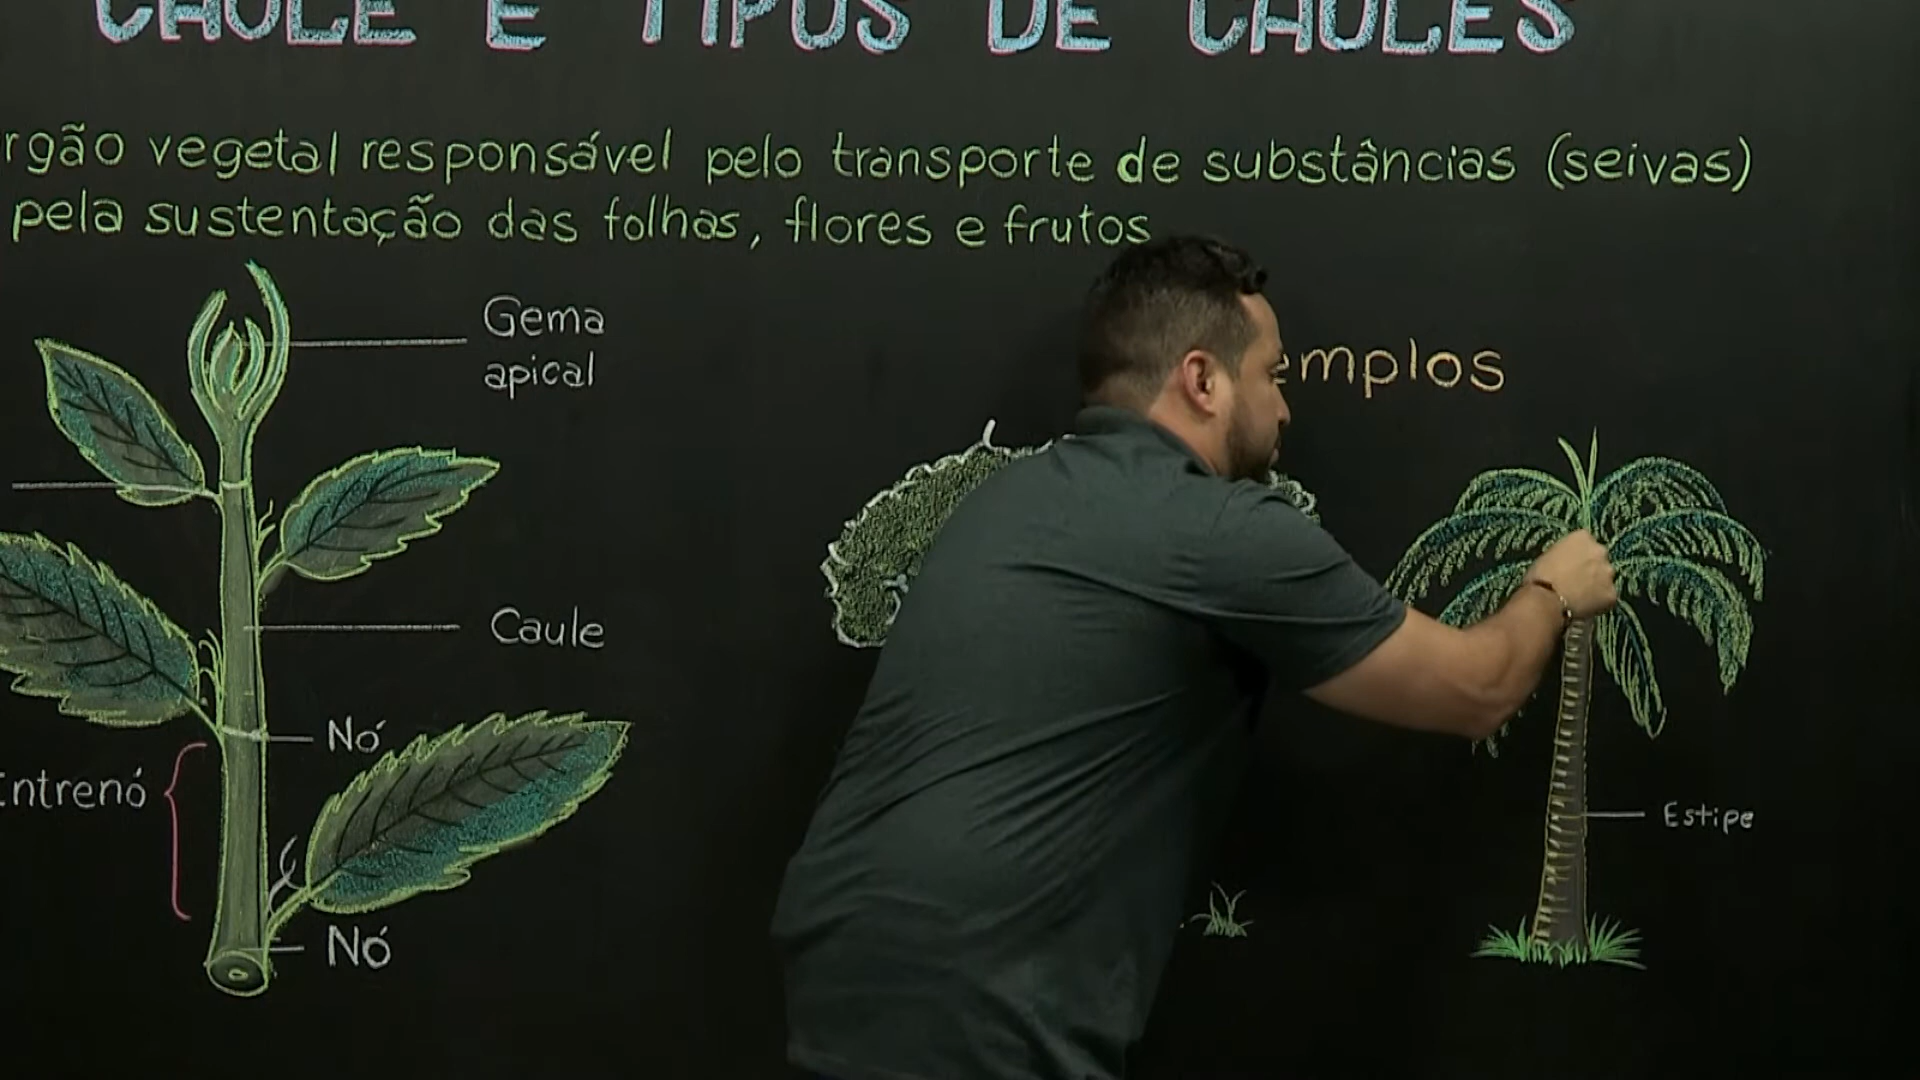 CAULE E TIPOS DE CAULES
rgão vegetal responsável pelo transporte de substâncias (seivas)
pela sustentação das folhas, flores e frutos
Gema
apical
emplos
Caule
Nó
Entrenó
Estipe
Nó